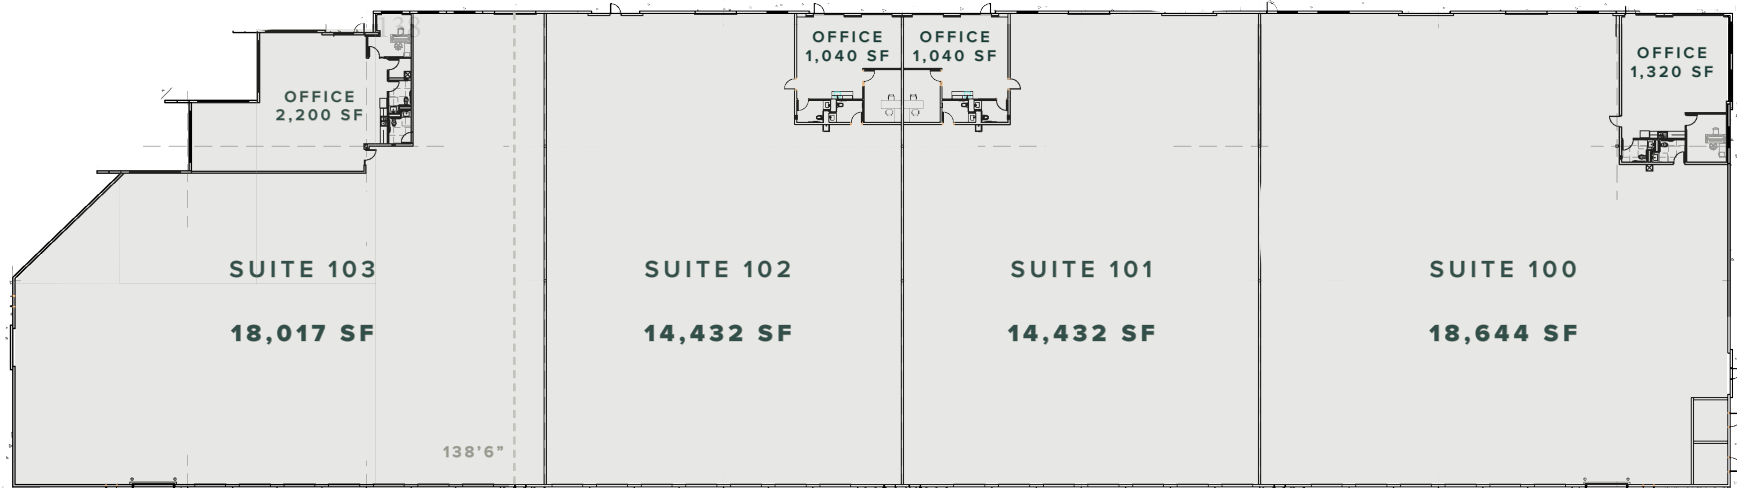 138
OFFICE
2,200 SF
OFFICE
1,040 SF
OFFICE
1,040 SF
OFFICE
1,320 SF
SUITE 103
18,017 SF
SUITE 102
14,432 SF
SUITE 101
14,432 SF
SUITE 100
18,644 SF
138'6"